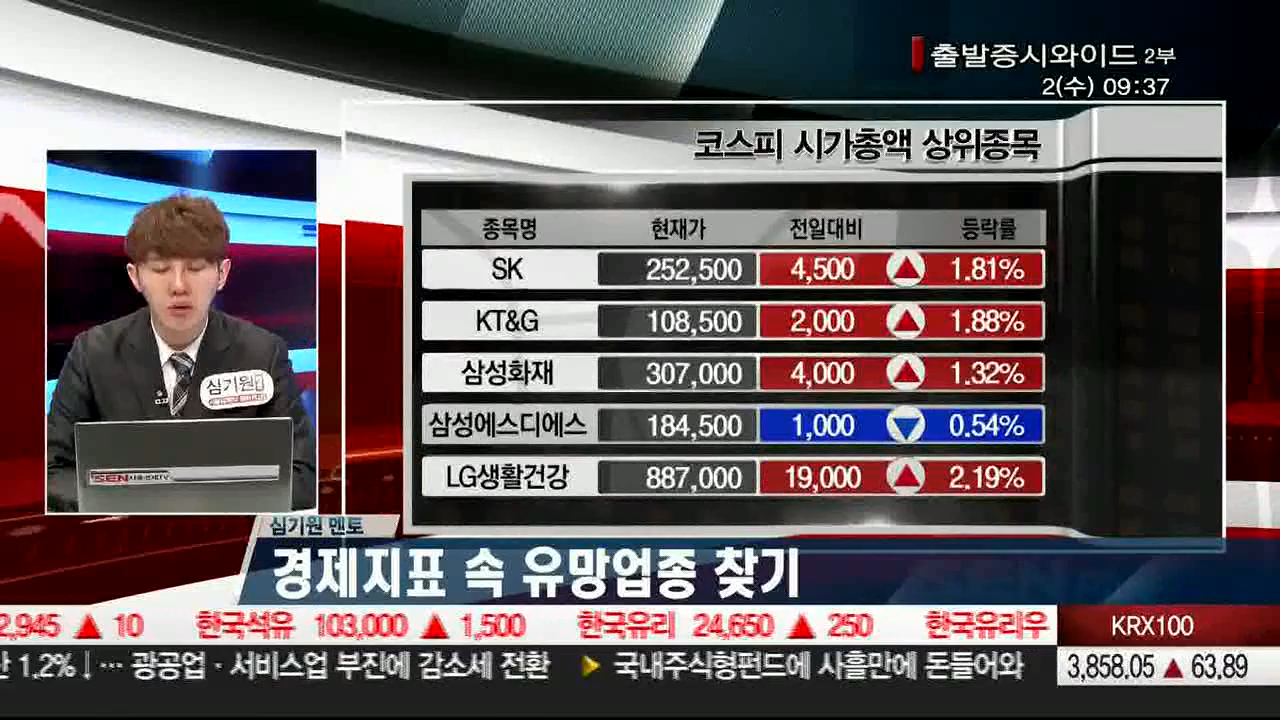 출발증시와이드 2부
2(수) 09:37
코스피 시가총액 상위종목
종목명 현재가 전일대비 등락률
SK 252,500 4,500 ▲ 1.81%
KT&G 108,500 2,000 ▲ 1.88%
삼성화재 307,000 4,000 ▲ 1.32%
삼성에스디에스 184,500 1,000 ▼ 0.54%
LG생활건강 887,000 19,000 ▲ 2.19%
심기원
SEN 서울경제TV
심기원 멘토
경제지표 속 유망업종 찾기
2,945 ▲ 10 한국석유 103,000 ▲ 1,500 한국유리 24,650 ▲ 250 한국유리우
KRX100
1.2%↓… 광공업·서비스업 부진에 감소세 전환 ▶ 국내주식형펀드에 사흘만에 돈들어와
3,858.05 ▲ 63.89